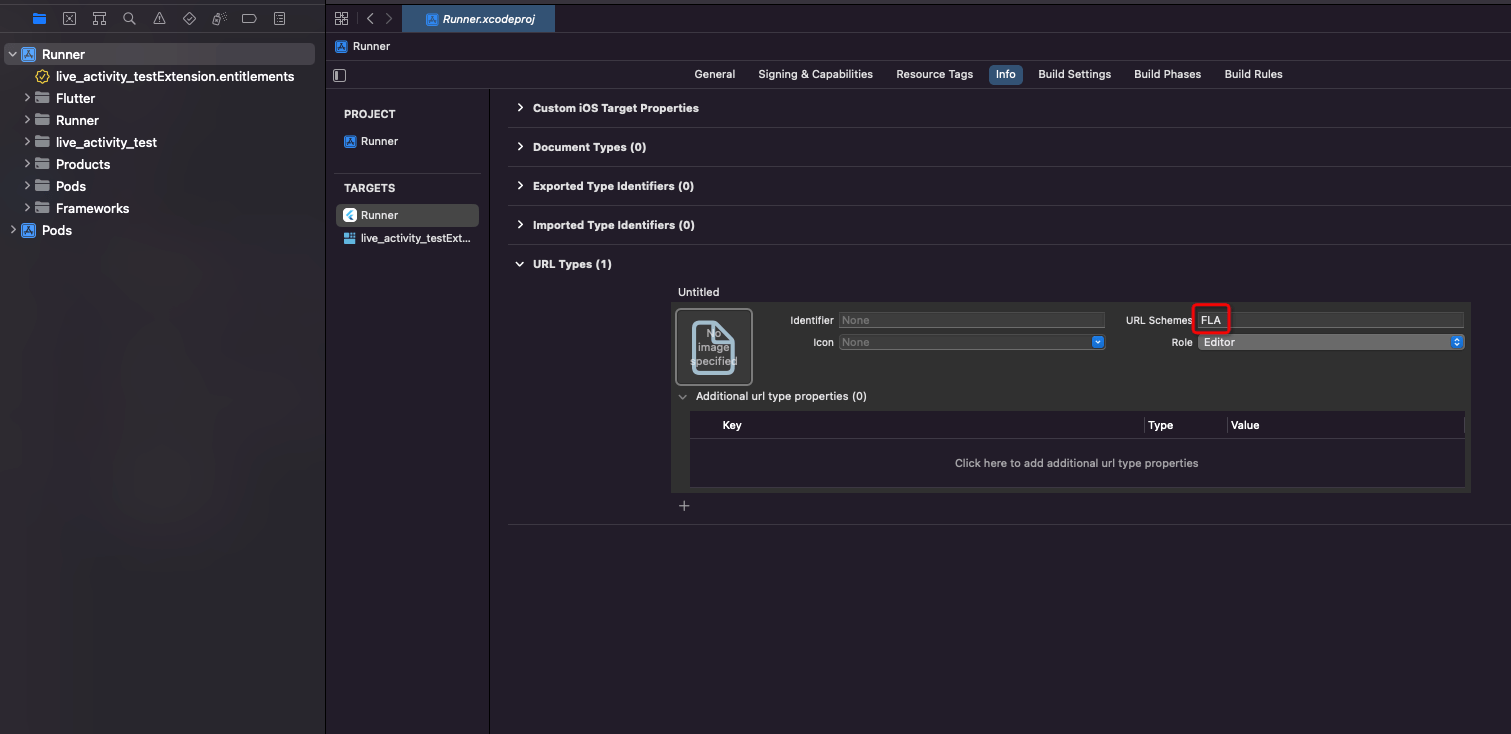 Runner.xcodeproj
Runner
Runner
live_activity_testExtension.entitlements
Flutter
Runner
live_activity_test
Products
Pods
Frameworks
Pods
General
Signing & Capabilities
Resource Tags
Info
Build Settings
Build Phases
Build Rules
PROJECT
Runner
TARGETS
Runner
live_activity_testExt...
Custom iOS Target Properties
Document Types (0)
Exported Type Identifiers (0)
Imported Type Identifiers (0)
URL Types (1)
Untitled
No
image
specified
Identifier
None
URL Schemes
FLA
Icon
None
Role
Editor
Additional url type properties (0)
Key
Type
Value
Click here to add additional url type properties